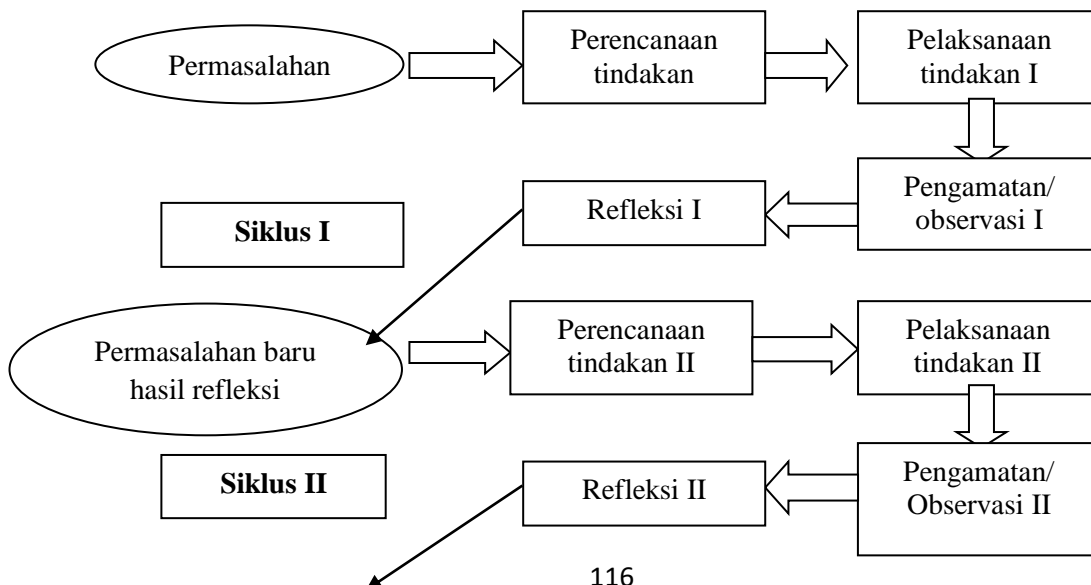 Permasalahan
Perencanaan
tindakan
Pelaksanaan
tindakan I
Pengamatan/
observasi I
Refleksi I
Siklus I
Permasalahan baru
hasil refleksi
Perencanaan
tindakan II
Pelaksanaan
tindakan II
Pengamatan/
Observasi II
Refleksi II
Siklus II
116